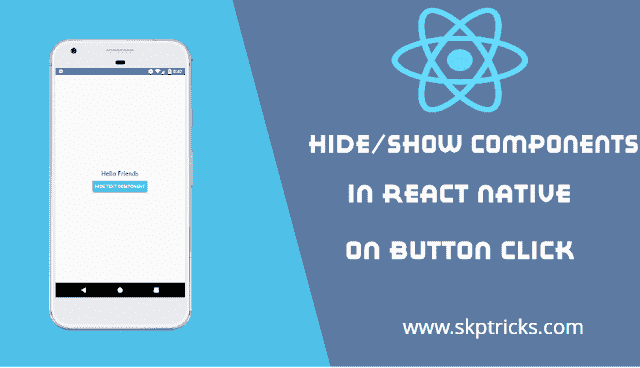 Hello Friends
HIDE TEXT COMPONENT
HIDE/SHOW COMPONENTS
IN REACT NATIVE
ON BUTTON CLICK
www.skptricks.com